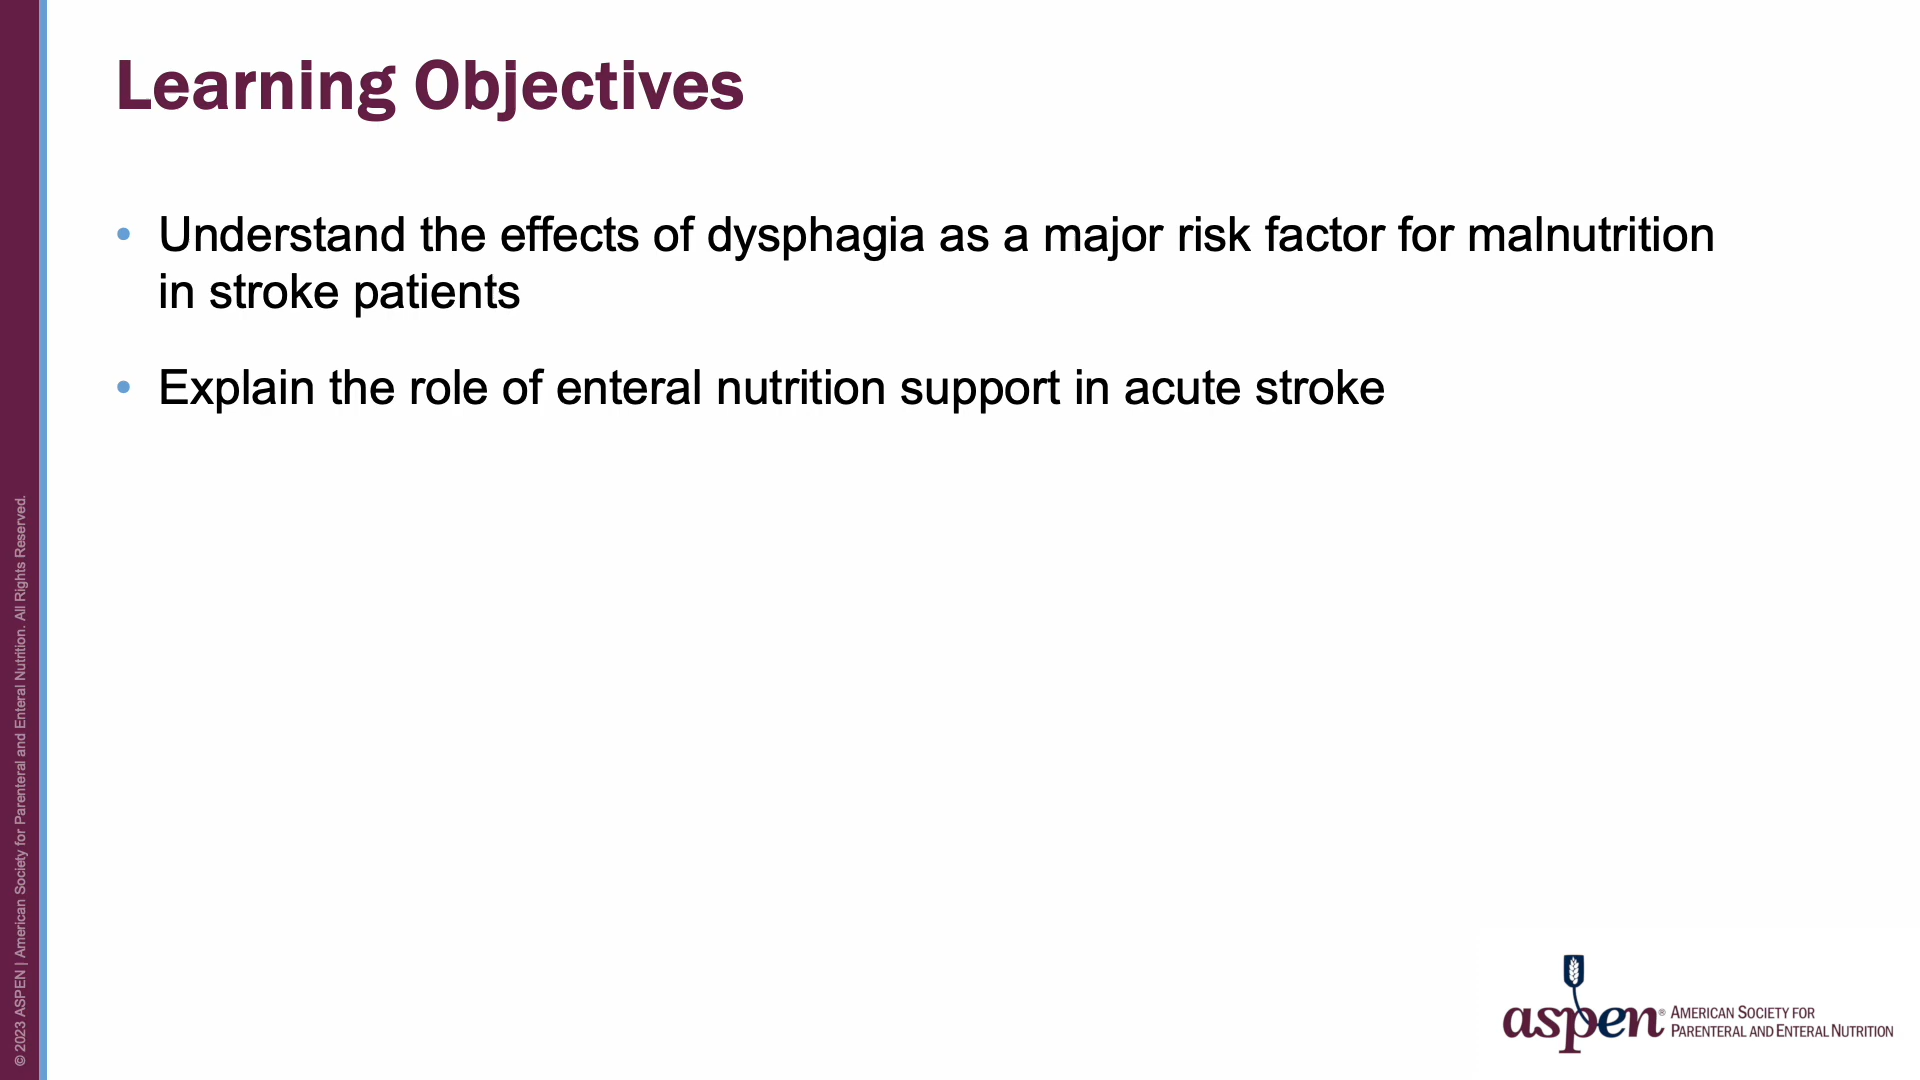 Learning Objectives
• Understand the effects of dysphagia as a major risk factor for malnutrition
in stroke patients
• Explain the role of enteral nutrition support in acute stroke
© 2023 ASPEN | American Society for Parenteral and Enteral Nutrition. All Rights Reserved.
aspen® AMERICAN SOCIETY FOR
PARENTERAL AND ENTERAL NUTRITION